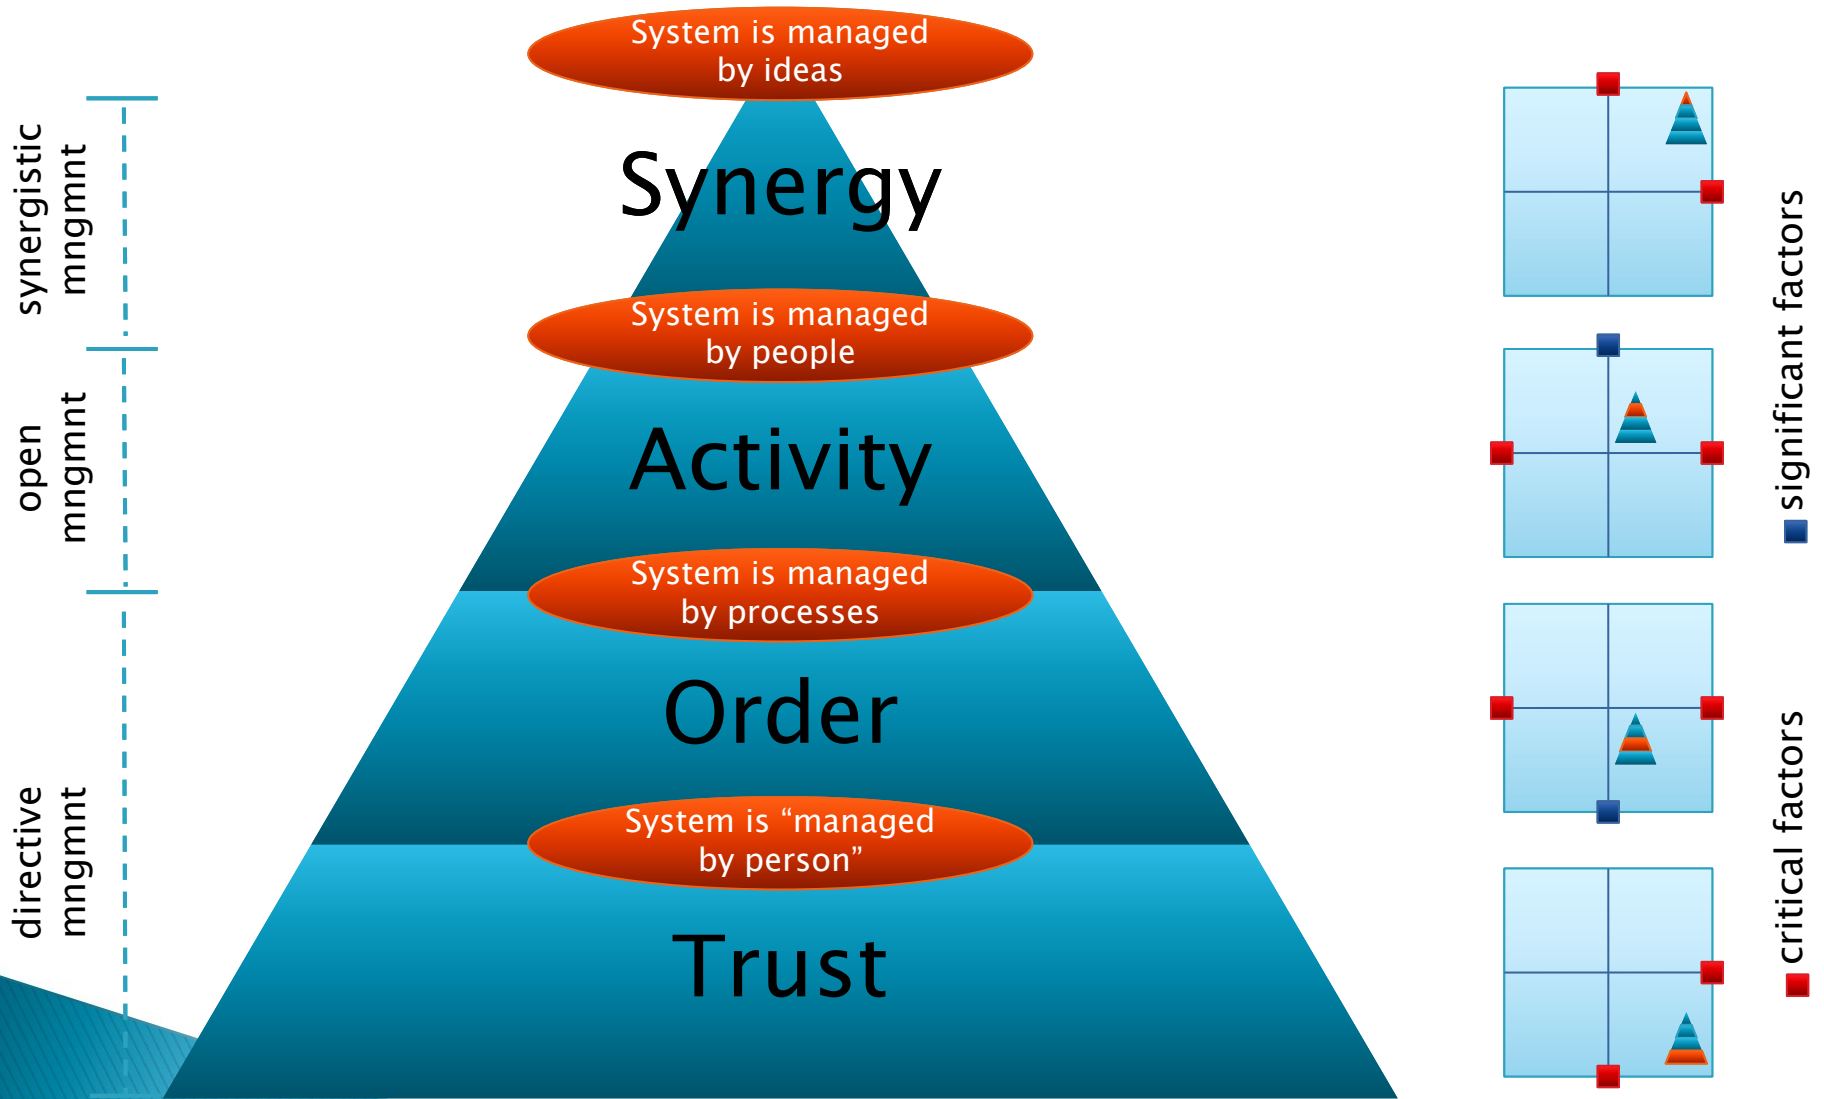 System is managed
by ideas
Synergy
System is managed
by people
Activity
System is managed
by processes
Order
System is “managed
by person”
Trust
synergistic
mngmnt
open
mngmnt
directive
mngmnt
significant factors
critical factors